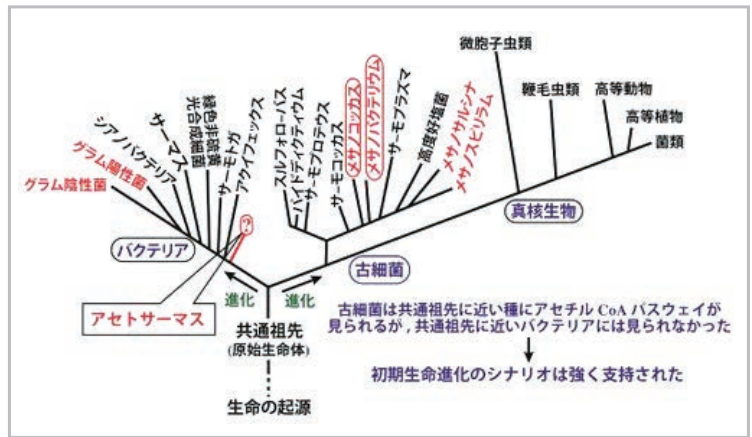 微胞子虫類
鞭毛虫類
高等動物
高等植物
菌類
グラム陰性菌
グラム陽性菌
シアノバクテリア
サーマス
緑色非硫黄
光合成細菌
サーモトガ
アクイフェックス
スルフォローバス
パイドディクティウム
サーモプロテウス
サーモコッカス
メサノコッカス
メサノバクテリウム
サーモプラズマ
高度好塩菌
メサノサルシナ
メサノスピリラム
?
バクテリア
古細菌
真核生物
進化
進化
アセトサーマス
共通祖先
(原始生命体)
生命の起源
古細菌は共通祖先に近い種にアセチル CoA パスウェイが
見られるが , 共通祖先に近いバクテリアには見られなかった
初期生命進化のシナリオは強く支持された